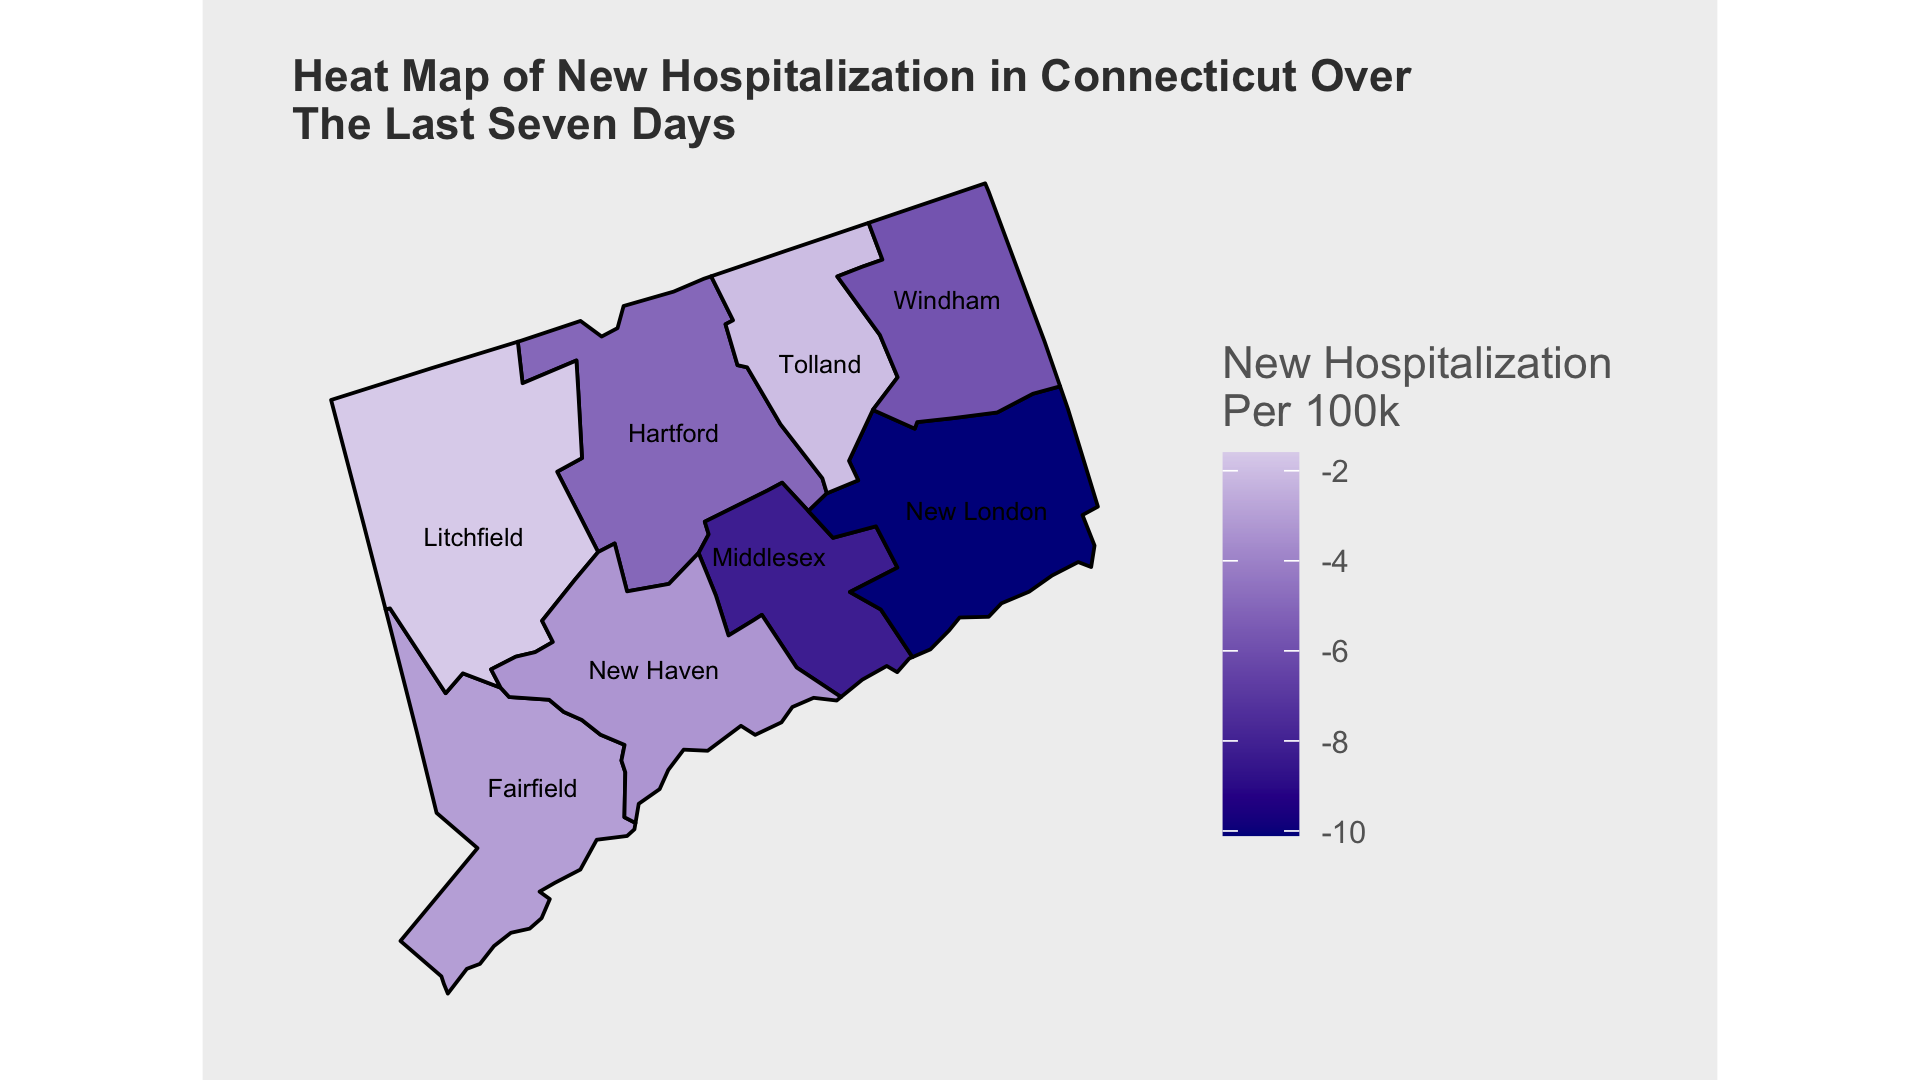 Heat Map of New Hospitalization in Connecticut Over
The Last Seven Days
Windham
Tolland
Hartford
New London
Litchfield
Middlesex
New Haven
Fairfield
New Hospitalization
Per 100k
-2
-4
-6
-8
-10